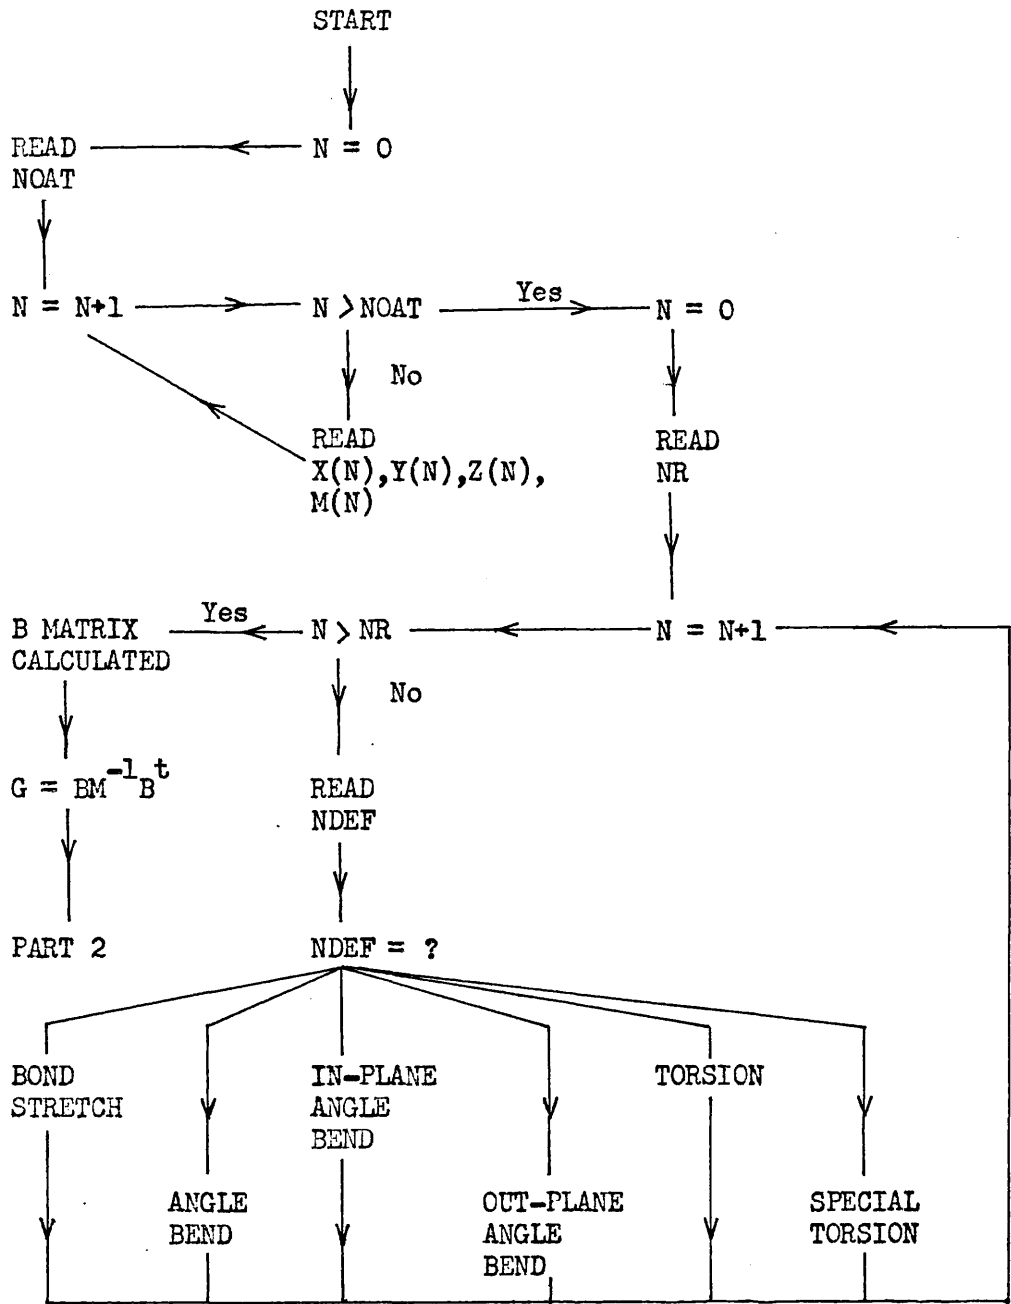 START
READ
NOAT
N = 0
N = N+1
N > NOAT
Yes
N = 0
No
READ
X(N),Y(N),Z(N),
M(N)
READ
NR
B MATRIX
CALCULATED
Yes
N > NR
N = N+1
No
G = BM⁻¹Bᵗ
READ
NDEF
PART 2
NDEF = ?
BOND
STRETCH
IN-PLANE
ANGLE
BEND
TORSION
ANGLE
BEND
OUT-PLANE
ANGLE
BEND
SPECIAL
TORSION